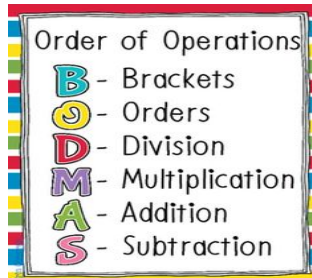 Order of Operations
B - Brackets
O - Orders
D - Division
M - Multiplication
A - Addition
S - Subtraction